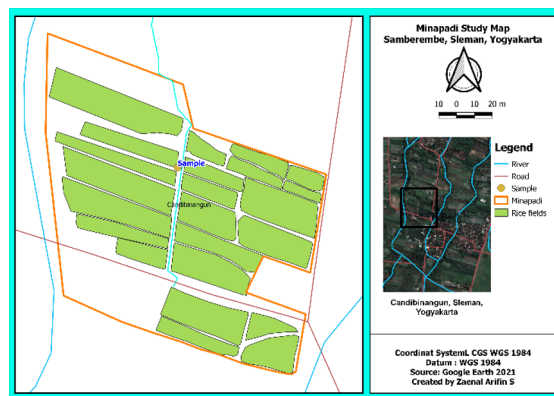 Minapadi Study Map
Samberembe, Sleman, Yogyakarta
10 0 10 20 m
Legend
River
Road
Sample
Minapadi
Rice fields
Sample
Candibinangun
Candibinangun, Sleman,
Yogyakarta
Coordinat SystemL CGS WGS 1984
Datum : WGS 1984
Source: Google Earth 2021
Created by Zaenal Arifin S